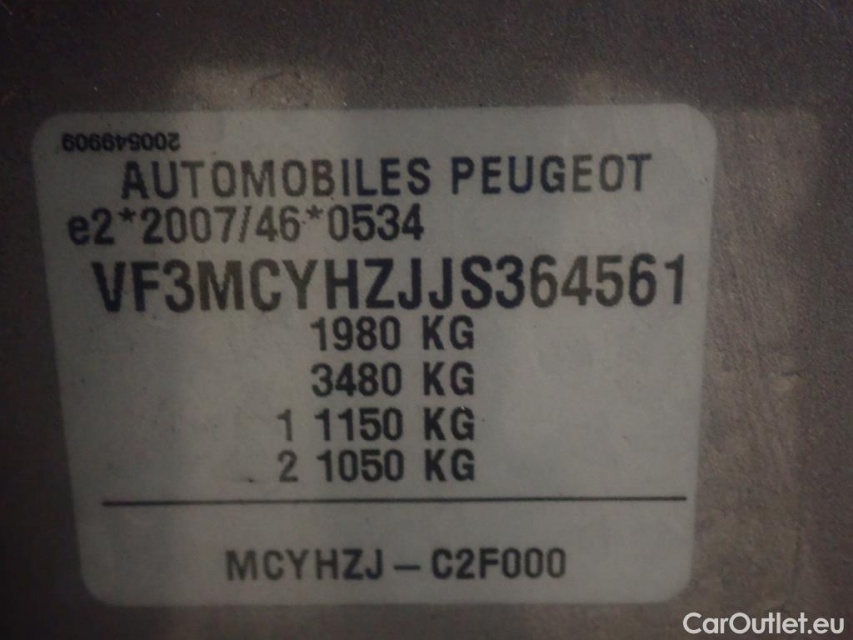 200549909
AUTOMOBILES PEUGEOT
e2*2007/46*0534
VF3MCYHZJJS364561
1980 KG
3480 KG
1 1150 KG
2 1050 KG
MCYHZJ – C2F000
CarOutlet.eu